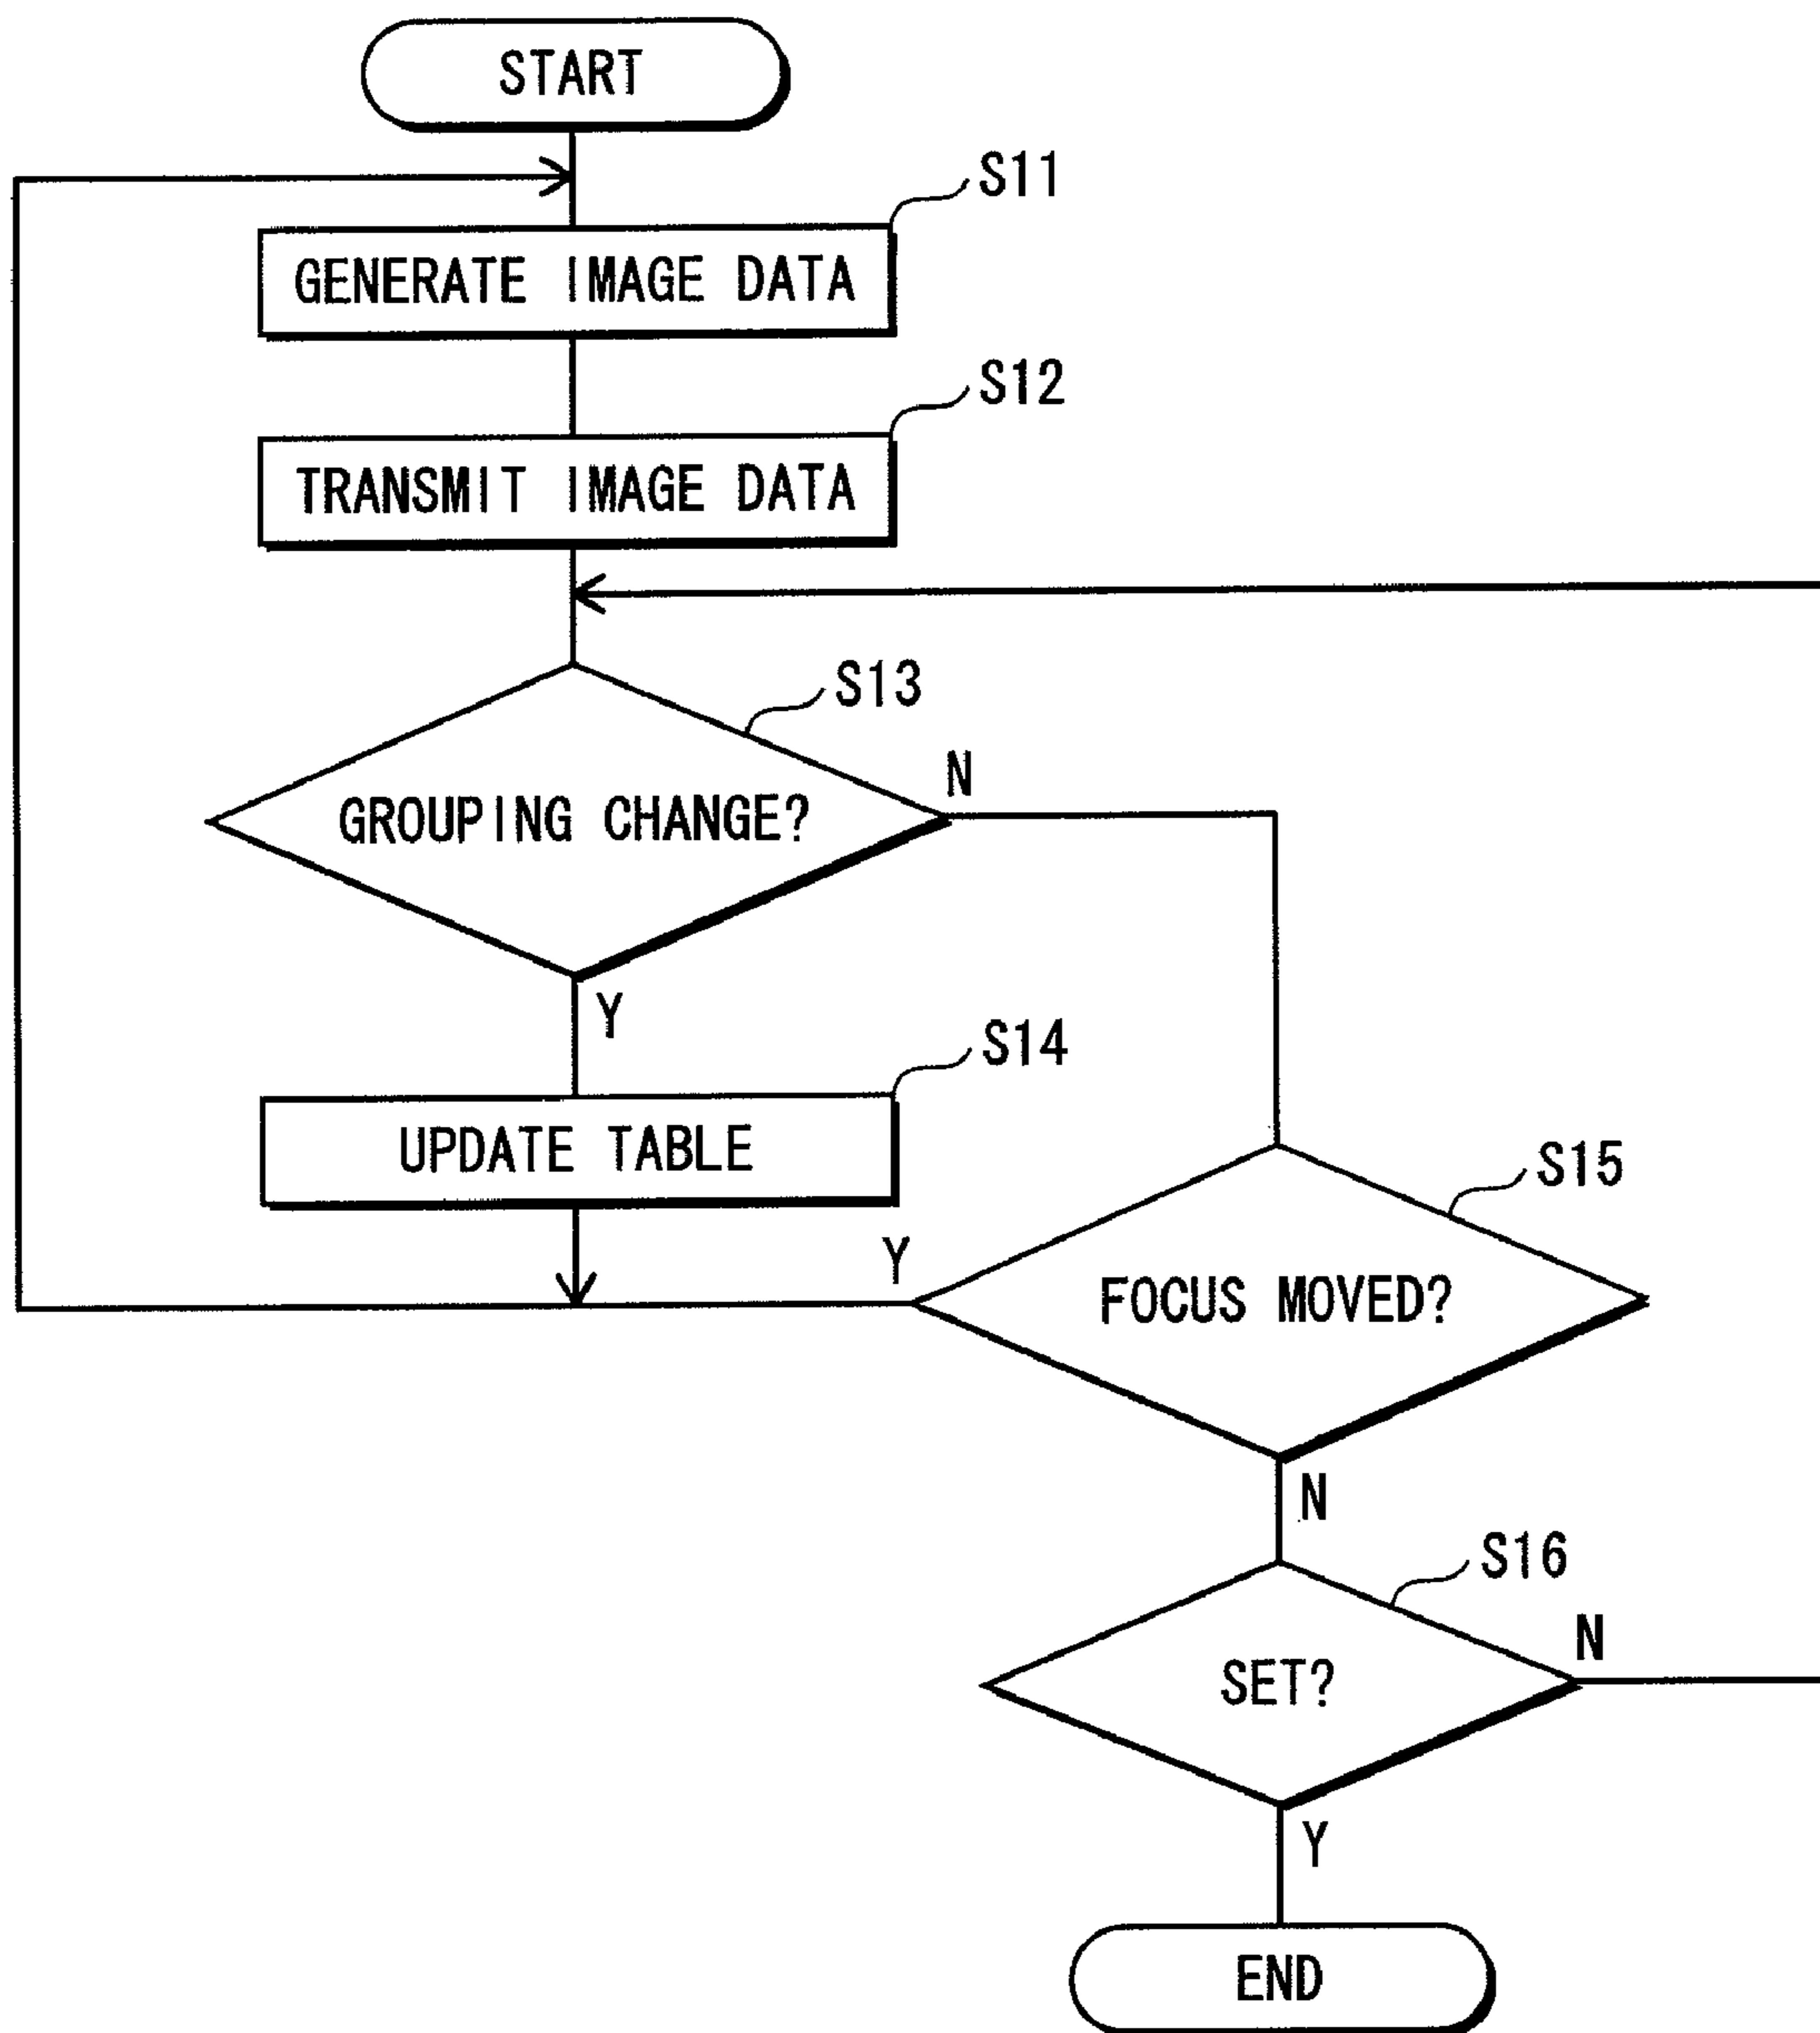 START
S11
GENERATE IMAGE DATA
S12
TRANSMIT IMAGE DATA
S13
N
GROUPING CHANGE?
Y
S14
UPDATE TABLE
S15
Y
FOCUS MOVED?
N
S16
N
SET?
Y
END